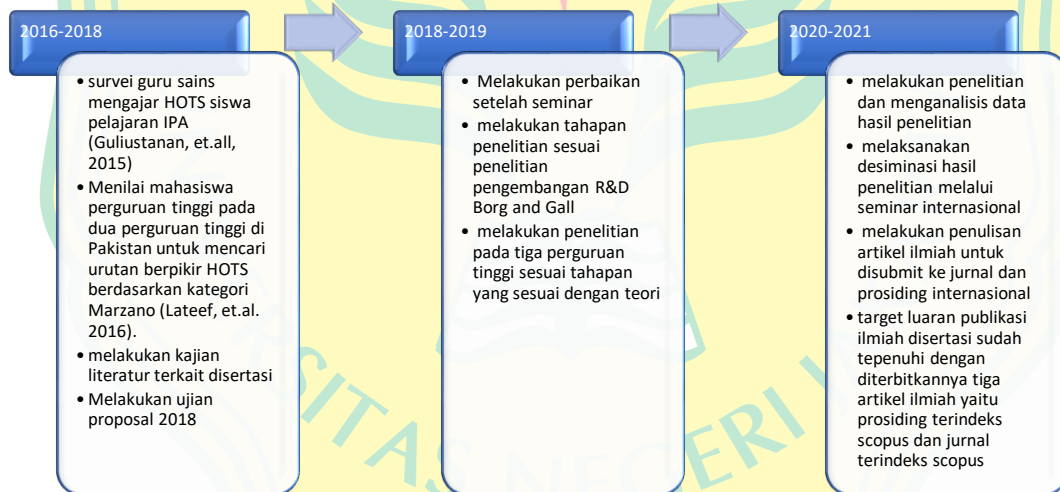 2016-2018
• survei guru sains
mengajar HOTS siswa
pelajaran IPA
(Guliustanan, et.all,
2015)
• Menilai mahasiswa
perguruan tinggi pada
dua perguruan tinggi di
Pakistan untuk mencari
urutan berpikir HOTS
berdasarkan kategori
Marzano (Lateef, et.al.
2016).
• melakukan kajian
literatur terkait disertasi
• Melakukan ujian
proposal 2018
2018-2019
• Melakukan perbaikan
setelah seminar
• melakukan tahapan
penelitian sesuai
penelitian
pengembangan R&D
Borg and Gall
• melakukan penelitian
pada tiga perguruan
tinggi sesuai tahapan
yang sesuai dengan teori
2020-2021
• melakukan penelitian
dan menganalisis data
hasil penelitian
• melaksanakan
desiminasi hasil
penelitian melalui
seminar internasional
• melakukan penulisan
artikel ilmiah untuk
disubmit ke jurnal dan
prosiding internasional
• target luaran publikasi
ilmiah disertasi sudah
tepenuhi dengan
diterbitkannya tiga
artikel ilmiah yaitu
prosiding terindeks
scopus dan jurnal
terindeks scopus
SITAS NEGERI